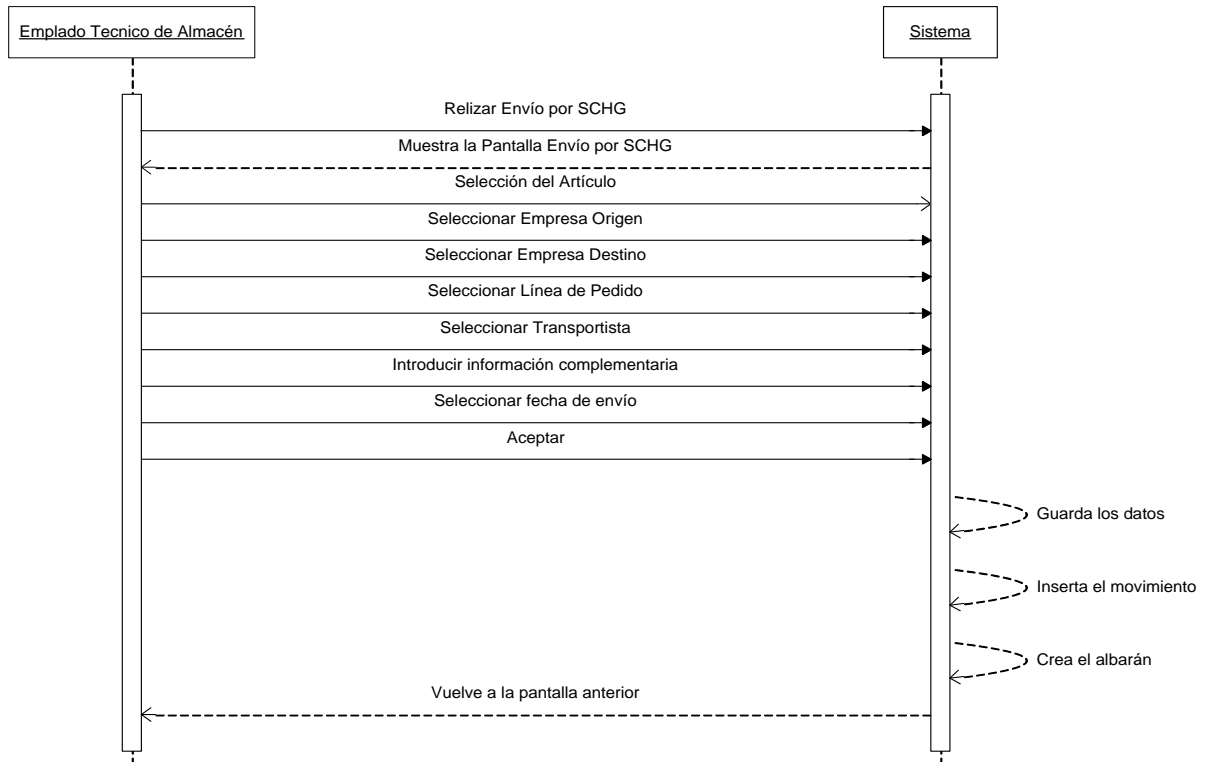 Emplado Tecnico de Almacén
Sistema
Relizar Envío por SCHG
Muestra la Pantalla Envío por SCHG
Selección del Artículo
Seleccionar Empresa Origen
Seleccionar Empresa Destino
Seleccionar Línea de Pedido
Seleccionar Transportista
Introducir información complementaria
Seleccionar fecha de envío
Aceptar
Guarda los datos
Inserta el movimiento
Crea el albarán
Vuelve a la pantalla anterior